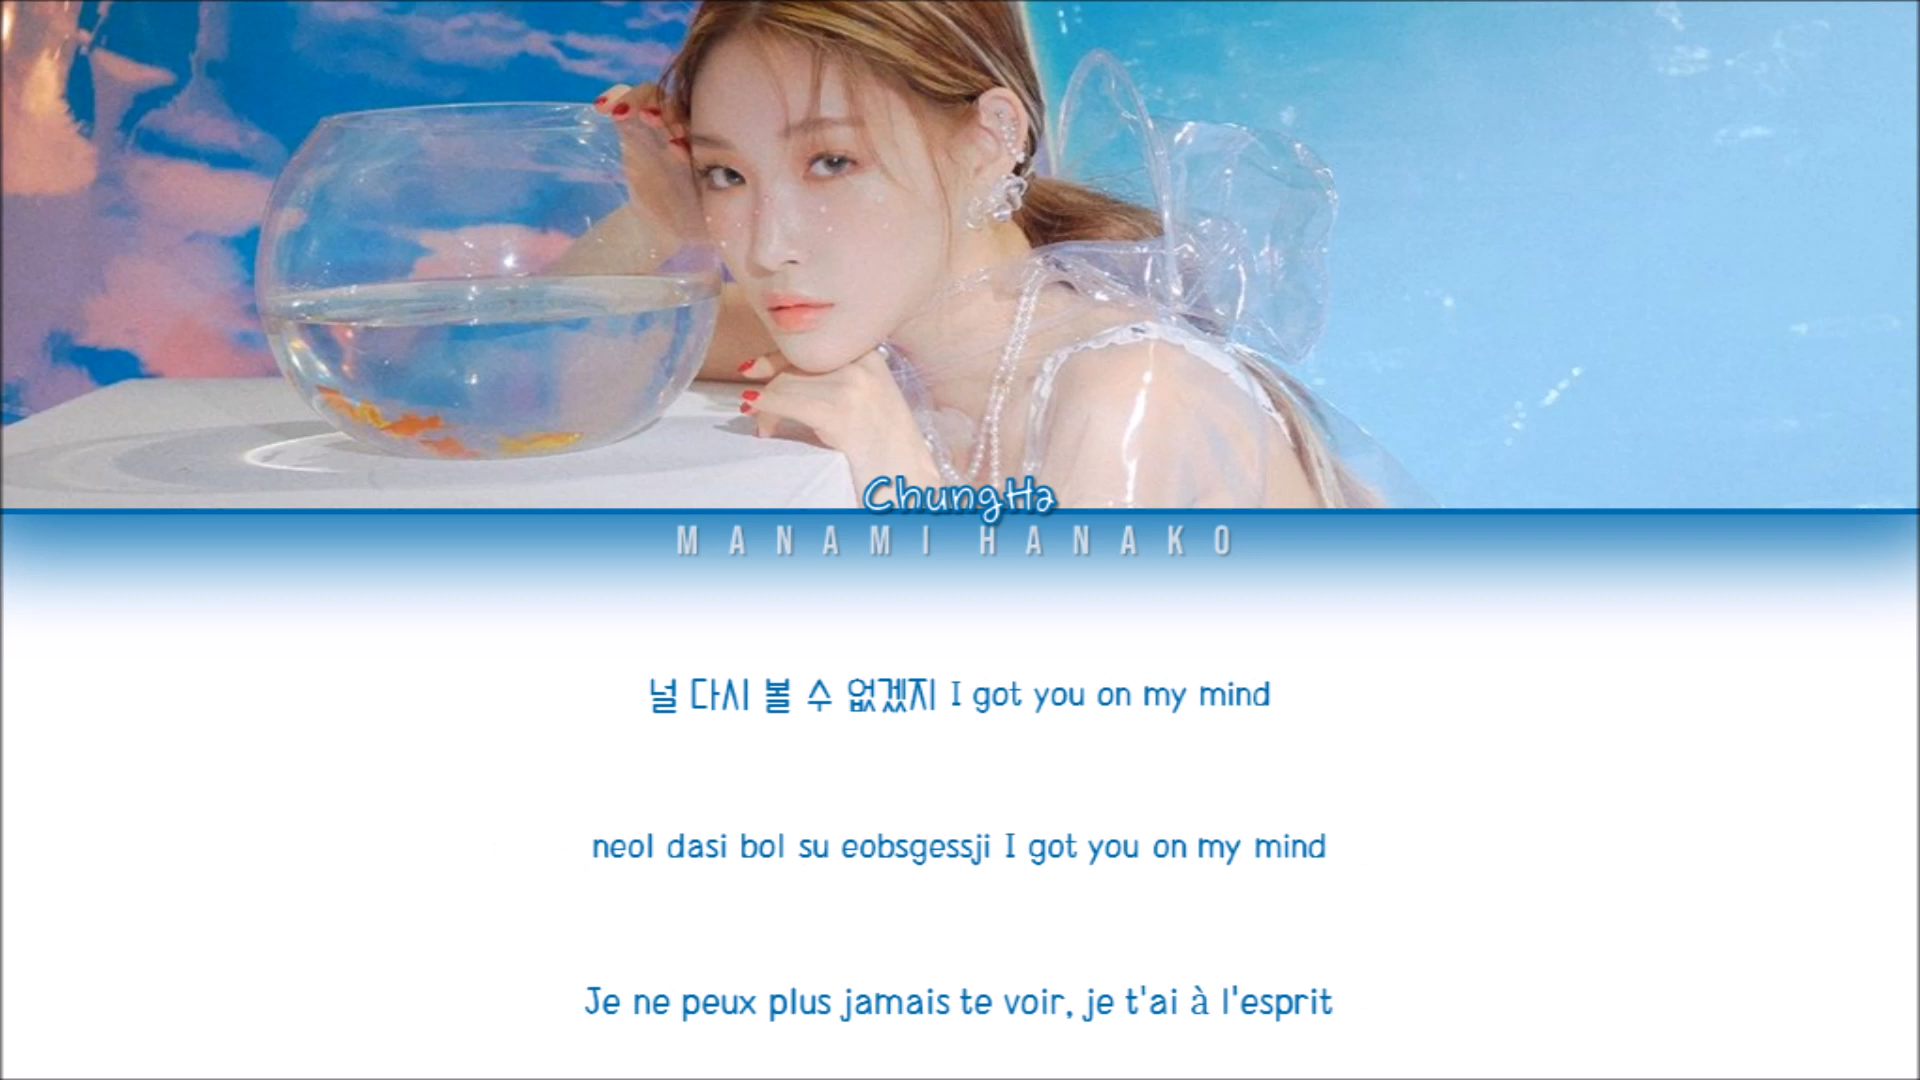 ChungHa
MANAMI HANAKO
널 다시 볼 수 없겠지 I got you on my mind
neol dasi bol su eobsgessji I got you on my mind
Je ne peux plus jamais te voir, je t'ai à l'esprit